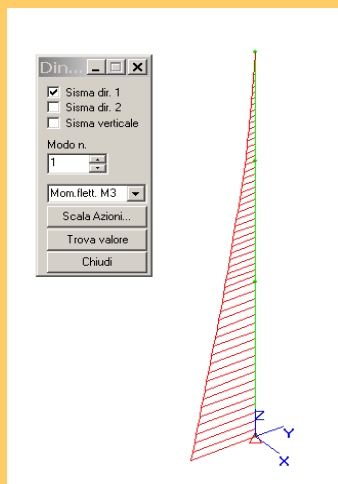 Din...
Sisma dir. 1
Sisma dir. 2
Sisma verticale
Modo n.
1
Mom.flett. M3
Scala Azioni...
Trova valore
Chiudi
Z
Y
X